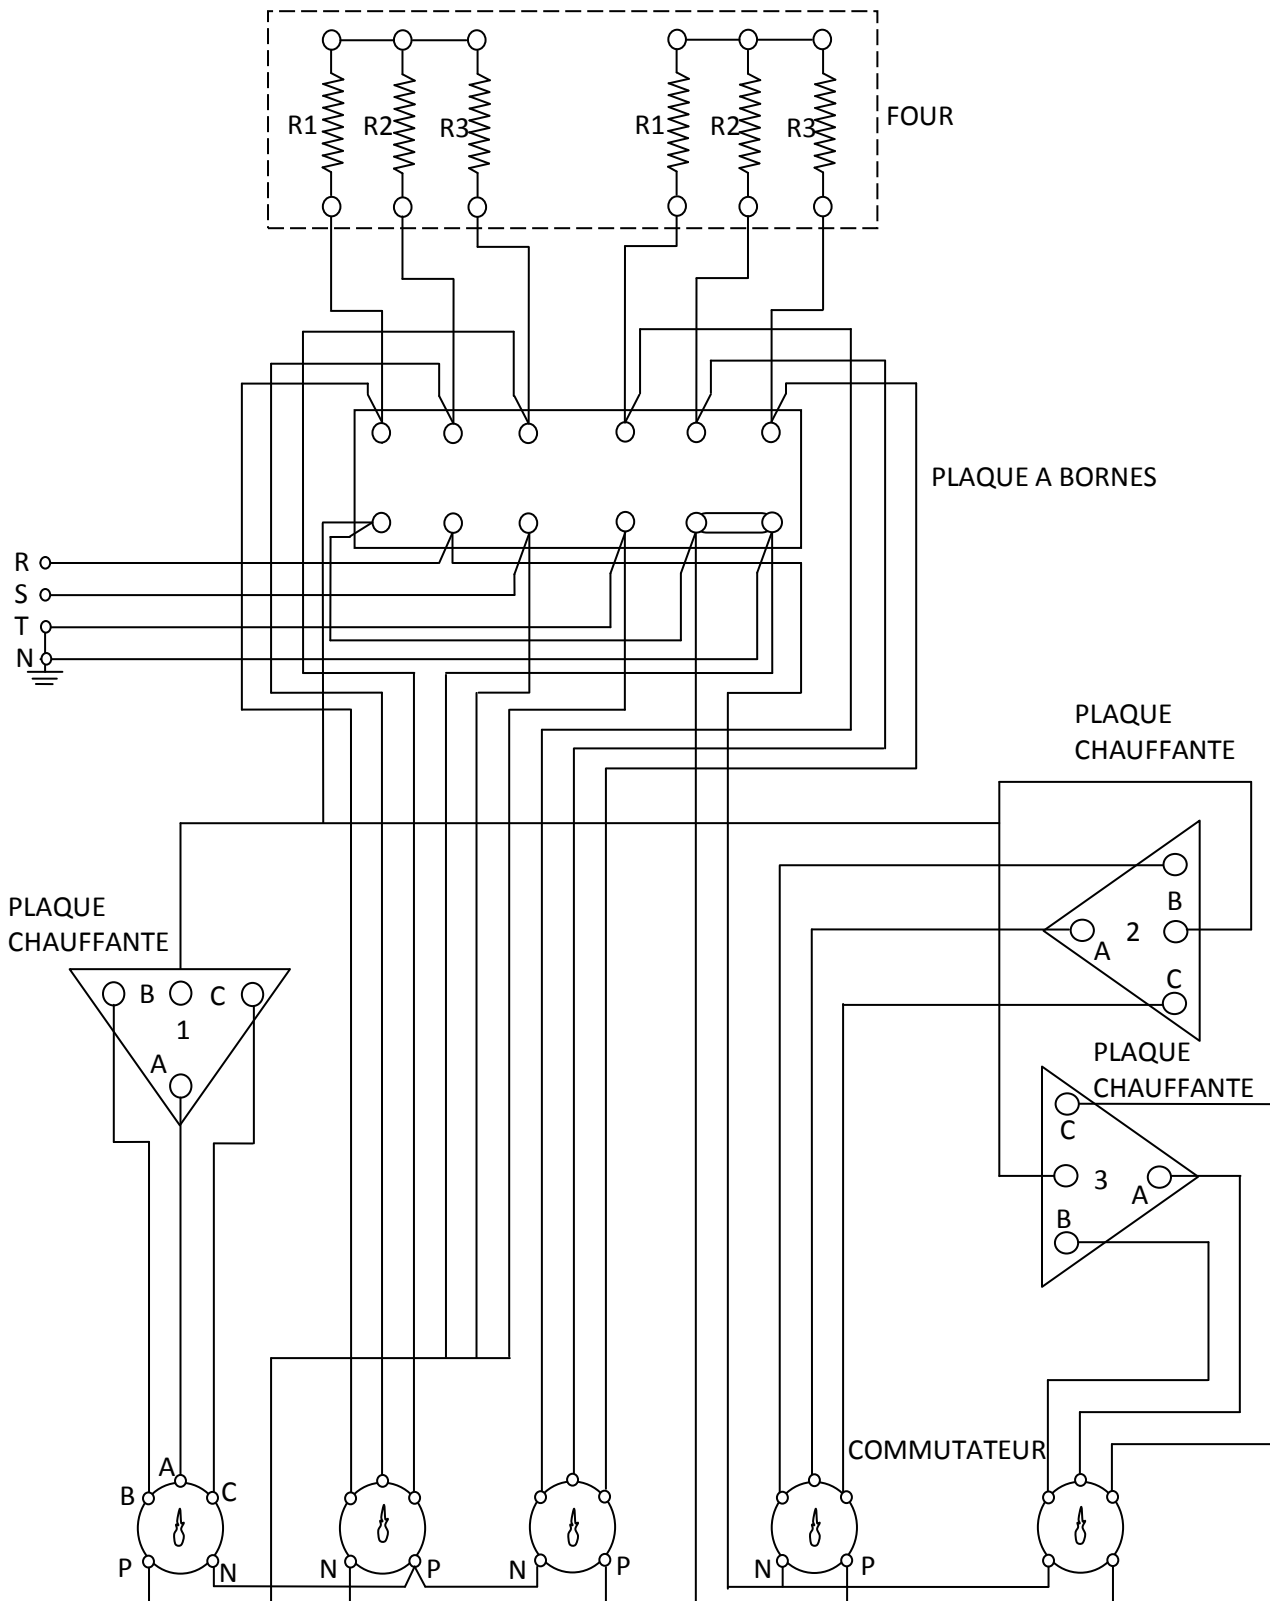 R1
R2
R3
R1
R2
R3
FOUR
PLAQUE A BORNES
R
S
T
N
PLAQUE
CHAUFFANTE
B
2
A
C
PLAQUE
CHAUFFANTE
B
C
1
A
PLAQUE
CHAUFFANTE
C
3
A
B
COMMUTATEUR
A
B
C
P
N
N
P
N
P
N
P